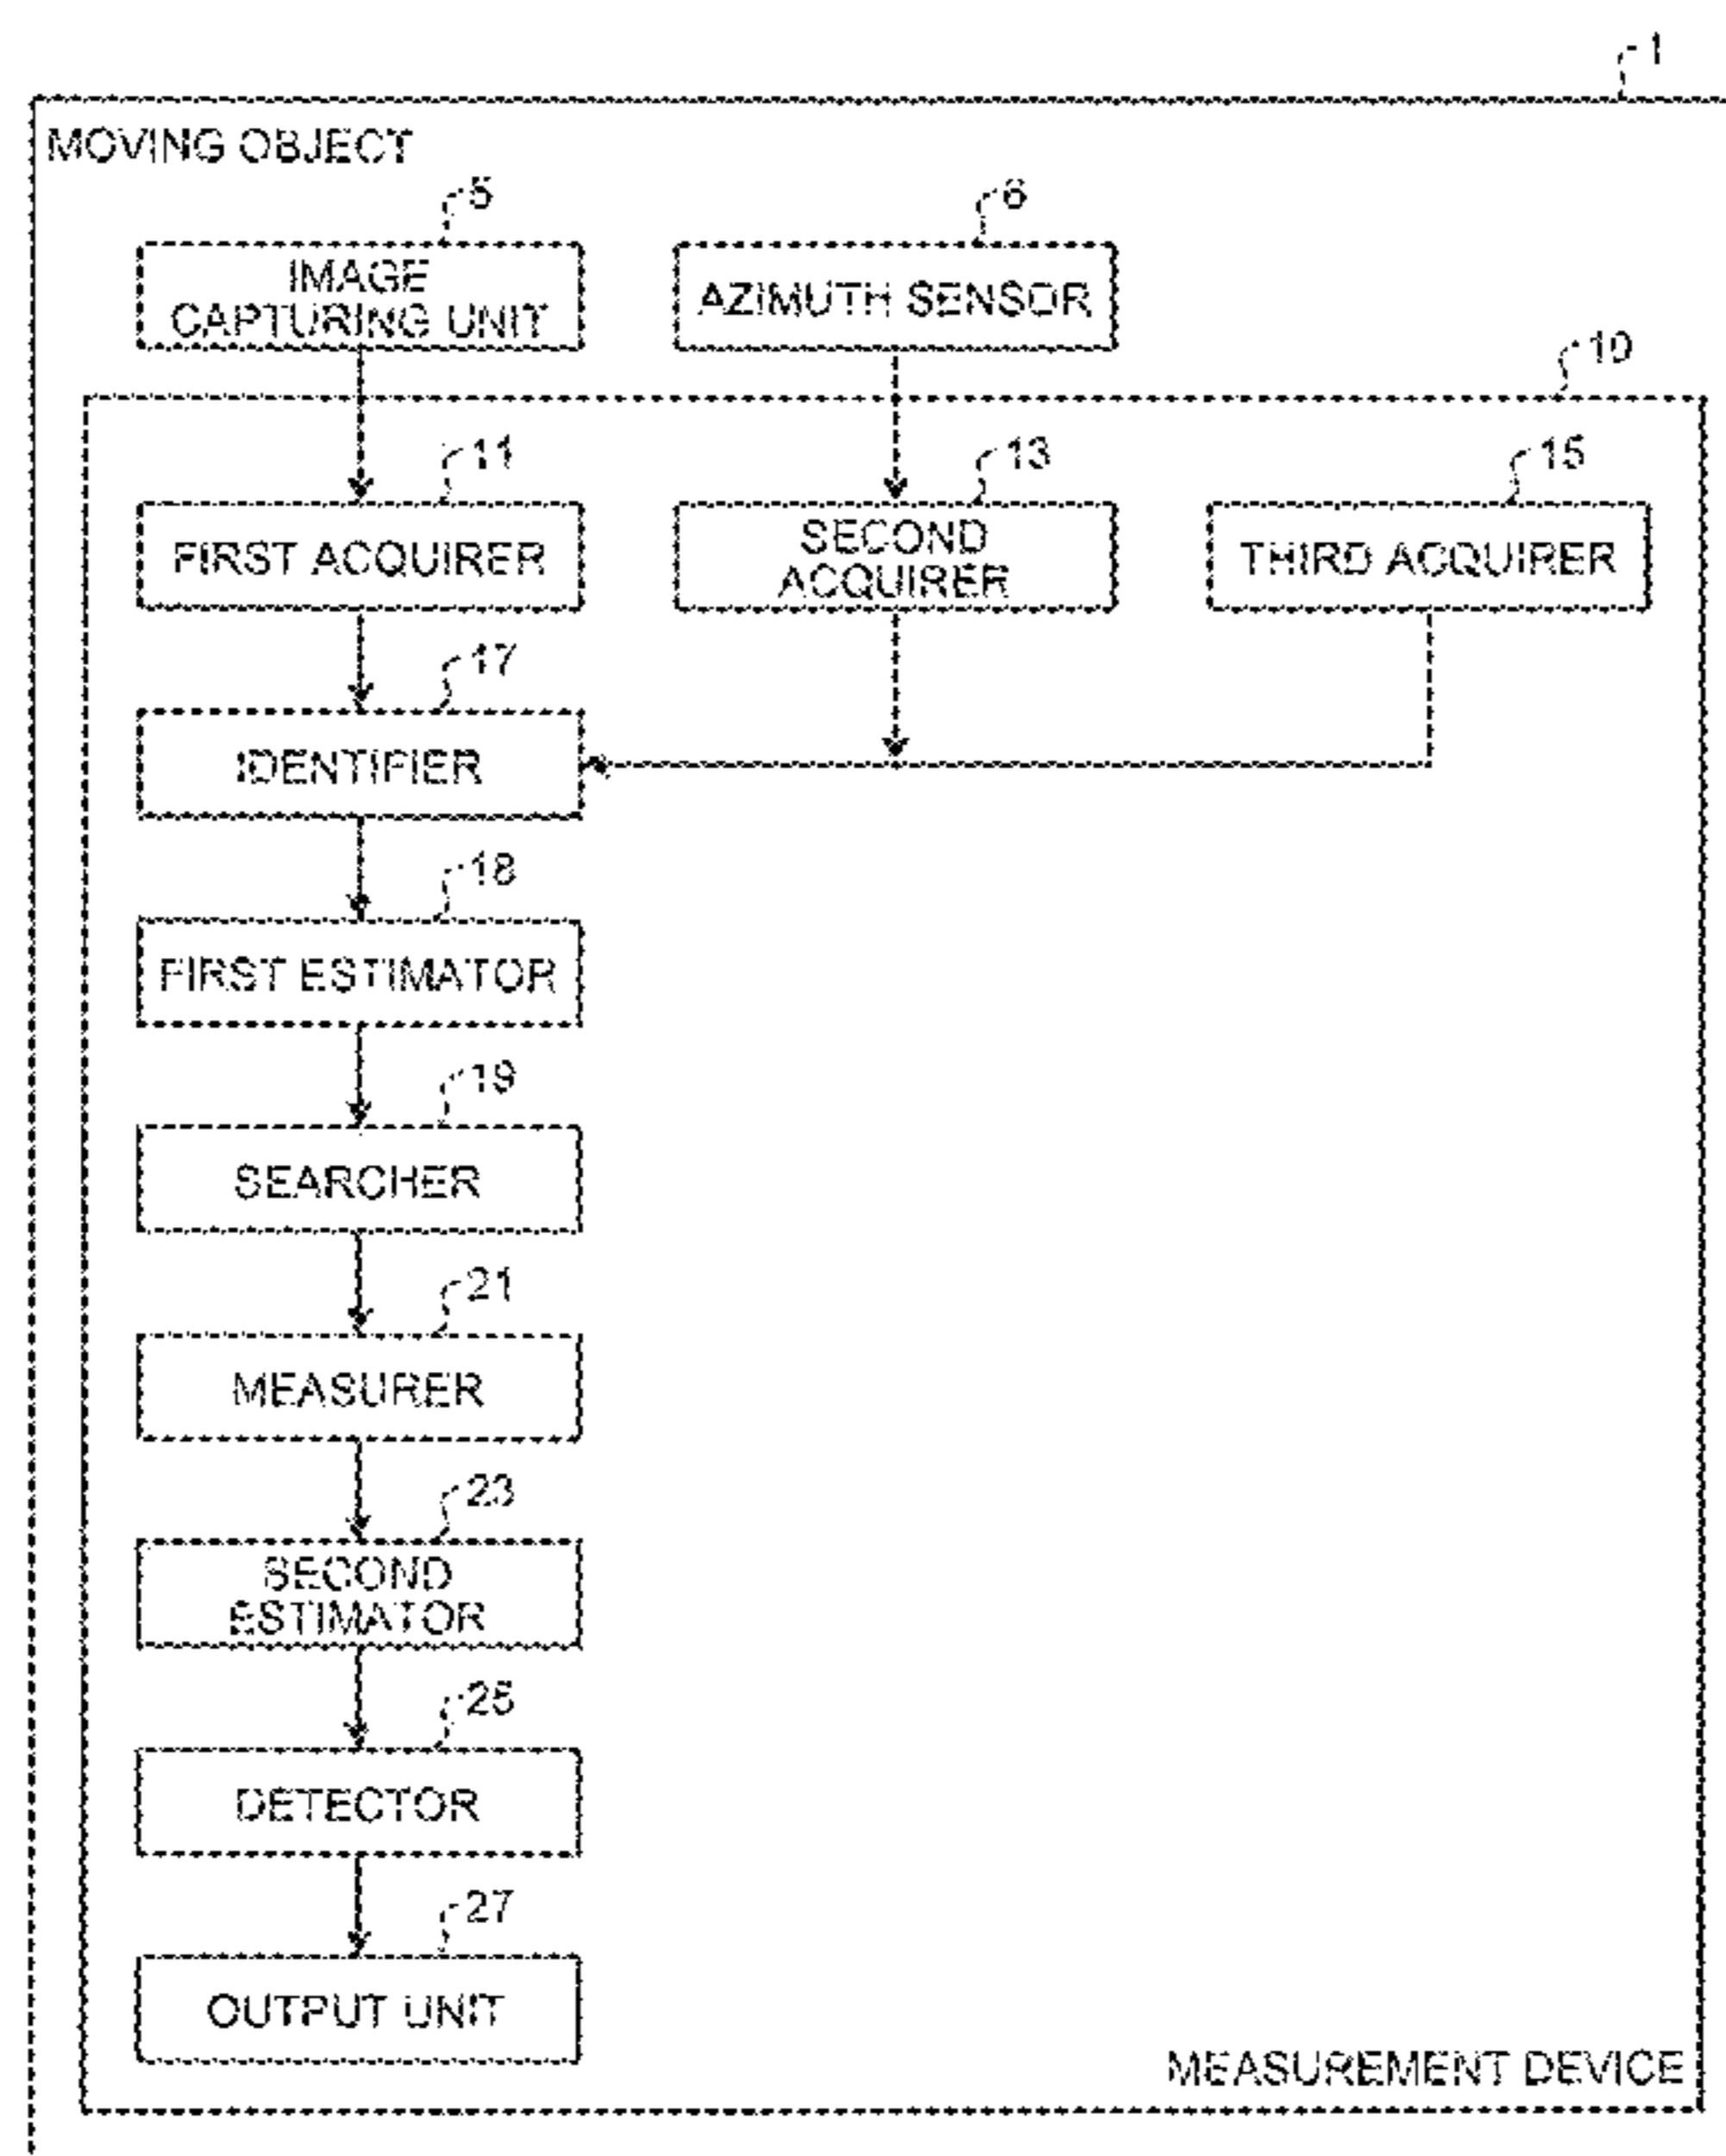 1
MOVING OBJECT
5
6
IMAGE
CAPTURING UNIT
AZIMUTH SENSOR
10
11
13
15
FIRST ACQUIRER
SECOND
ACQUIRER
THIRD ACQUIRER
17
IDENTIFIER
18
FIRST ESTIMATOR
19
SEARCHER
21
MEASURER
23
SECOND
ESTIMATOR
25
DETECTOR
27
OUTPUT UNIT
MEASUREMENT DEVICE